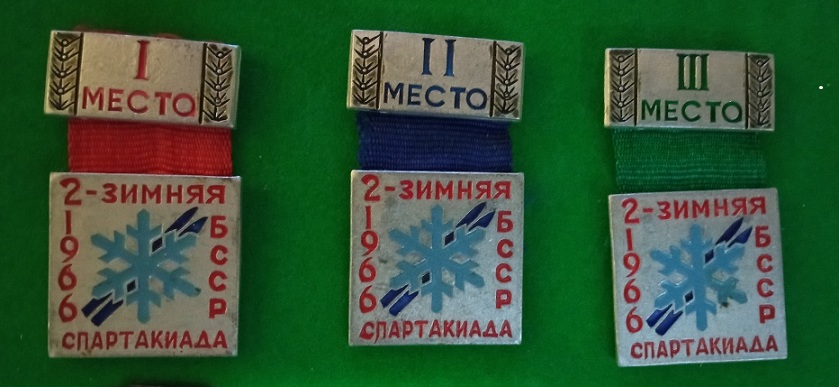 I
МЕСТО
2-ЗИМНЯЯ
1966
БССР
СПАРТАКИАДА
II
МЕСТО
2-ЗИМНЯЯ
1966
БССР
СПАРТАКИАДА
III
МЕСТО
2-ЗИМНЯЯ
1966
БССР
СПАРТАКИАДА